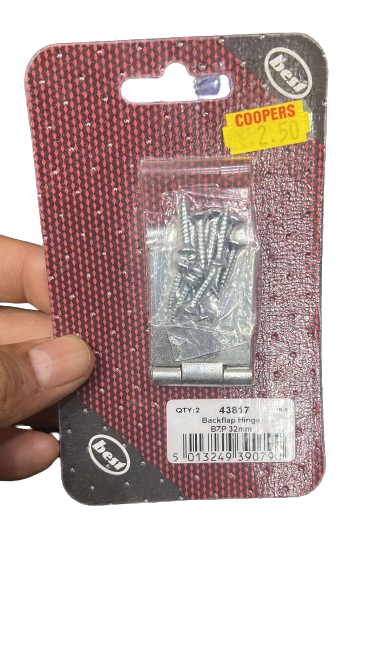 best
COOPERS
2.50
QTY:2 43817
Backflap Hinge
BZP 32mm
5 013249 39079
best